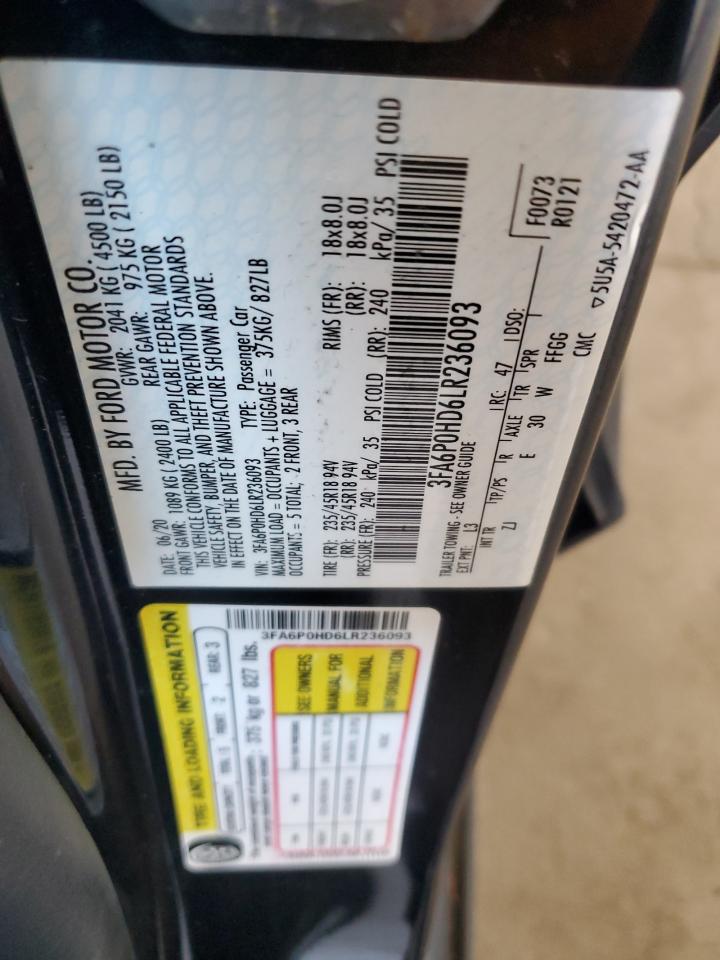 MFD. BY FORD MOTOR CO.
DATE: 06/20 GVWR: 2041 KG ( 4500 LB)
FRONT GAWR: 1089 KG ( 2400 LB) REAR GAWR: 975 KG ( 2150 LB)
THIS VEHICLE CONFORMS TO ALL APPLICABLE FEDERAL MOTOR
VEHICLE SAFETY, BUMPER, AND THEFT PREVENTION STANDARDS
IN EFFECT ON THE DATE OF MANUFACTURE SHOWN ABOVE.
VIN: 3FA6P0HD6LR236093 TYPE: Passenger Car
MAXIMUM LOAD = OCCUPANTS + LUGGAGE = 375KG/ 827LB
OCCUPANTS = 5 TOTAL; 2 FRONT, 3 REAR
TIRE (FR): 235/45R18 94V RIMS (FR): 18x8.0J
(RR): 235/45R18 94V (RR): 18x8.0J
PRESSURE (FR): 240 kPa/ 35 PSI COLD (RR): 240 kPa/ 35 PSI COLD
3FA6P0HD6LR236093
TRAILER TOWING - SEE OWNER GUIDE
EXT PNT: L3 RC: 47 DSO:
INT TR TP/PS R AXLE TR SPR
ZJ E 30 W FFGG
CMC
F0073
R0121
5U5A-5420472-AA
TIRE AND LOADING INFORMATION
FRONT : 2 REAR: 3
375 kg or 827 lbs.
SEE OWNERS
MANUAL FOR
ADDITIONAL
INFORMATION
3FA6P0HD6LR236093